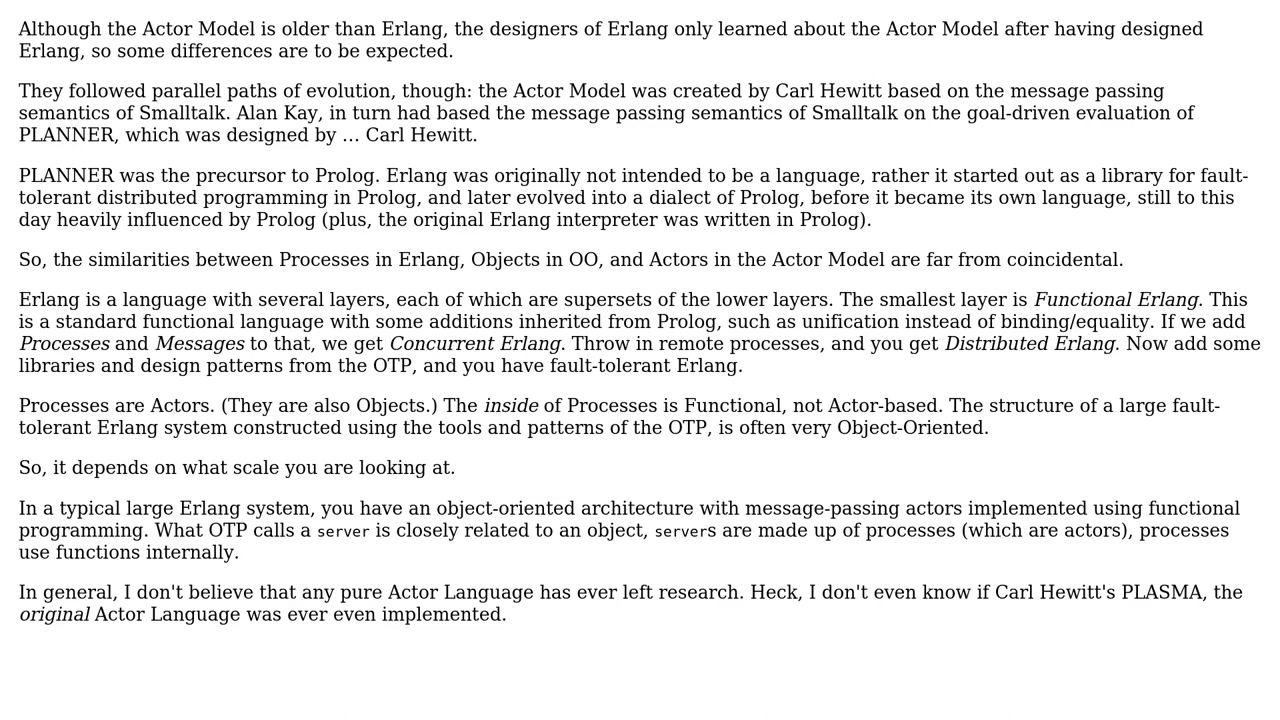 Although the Actor Model is older than Erlang, the designers of Erlang only learned about the Actor Model after having designed
Erlang, so some differences are to be expected.
They followed parallel paths of evolution, though: the Actor Model was created by Carl Hewitt based on the message passing
semantics of Smalltalk. Alan Kay, in turn had based the message passing semantics of Smalltalk on the goal-driven evaluation of
PLANNER, which was designed by … Carl Hewitt.
PLANNER was the precursor to Prolog. Erlang was originally not intended to be a language, rather it started out as a library for fault-
tolerant distributed programming in Prolog, and later evolved into a dialect of Prolog, before it became its own language, still to this
day heavily influenced by Prolog (plus, the original Erlang interpreter was written in Prolog).
So, the similarities between Processes in Erlang, Objects in OO, and Actors in the Actor Model are far from coincidental.
Erlang is a language with several layers, each of which are supersets of the lower layers. The smallest layer is Functional Erlang. This
is a standard functional language with some additions inherited from Prolog, such as unification instead of binding/equality. If we add
Processes and Messages to that, we get Concurrent Erlang. Throw in remote processes, and you get Distributed Erlang. Now add some
libraries and design patterns from the OTP, and you have fault-tolerant Erlang.
Processes are Actors. (They are also Objects.) The inside of Processes is Functional, not Actor-based. The structure of a large fault-
tolerant Erlang system constructed using the tools and patterns of the OTP, is often very Object-Oriented.
So, it depends on what scale you are looking at.
In a typical large Erlang system, you have an object-oriented architecture with message-passing actors implemented using functional
programming. What OTP calls a server is closely related to an object, servers are made up of processes (which are actors), processes
use functions internally.
In general, I don't believe that any pure Actor Language has ever left research. Heck, I don't even know if Carl Hewitt's PLASMA, the
original Actor Language was ever even implemented.